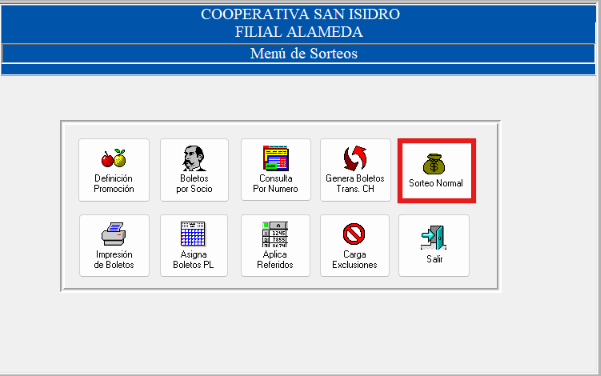 COOPERATIVA SAN ISIDRO
FILIAL ALAMEDA
Menú de Sorteos
Definición
Promoción
Boletos
por Socio
Consulta
Por Numero
Genera Boletos
Trans. CH
Sorteo Normal
Impresión
de Boletos
Asigna
Boletos PL
Aplica
Referidos
Carga
Exclusiones
Salir